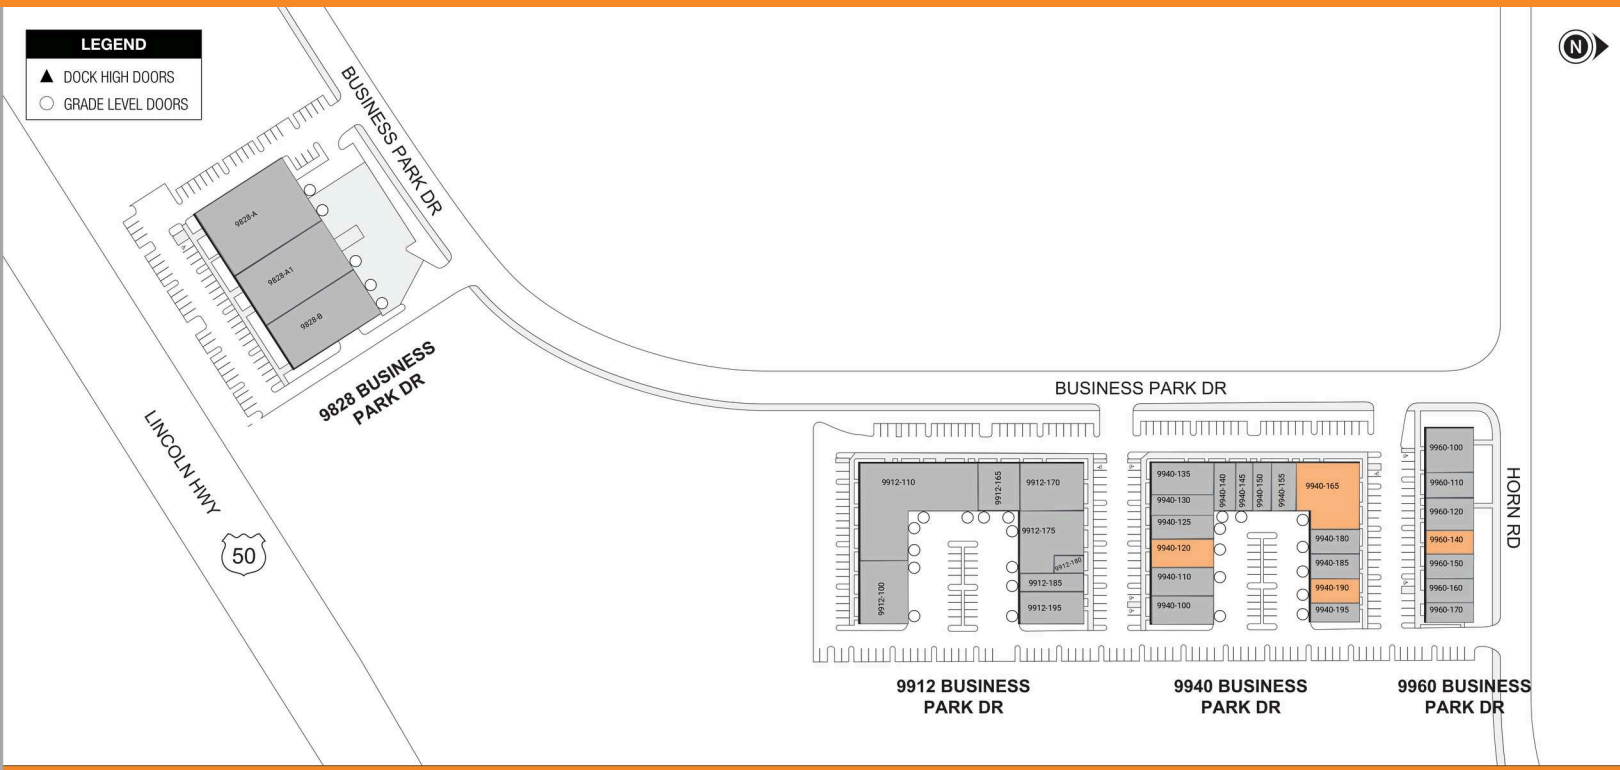 LEGEND
DOCK HIGH DOORS
GRADE LEVEL DOORS
N
BUSINESS PARK DR
9828-A
9828-A1
9828-B
9828 BUSINESS
PARK DR
LINCOLN HWY
50
BUSINESS PARK DR
HORN RD
9912-110
9912-165
9912-170
9912-175
9912-180
9912-185
9912-195
9912-100
9940-135
9940-130
9940-125
9940-120
9940-110
9940-100
9940-140
9940-145
9940-150
9940-155
9940-165
9940-180
9940-185
9940-190
9940-195
9960-100
9960-110
9960-120
9960-140
9960-150
9960-160
9960-170
9912 BUSINESS
PARK DR
9940 BUSINESS
PARK DR
9960 BUSINESS
PARK DR